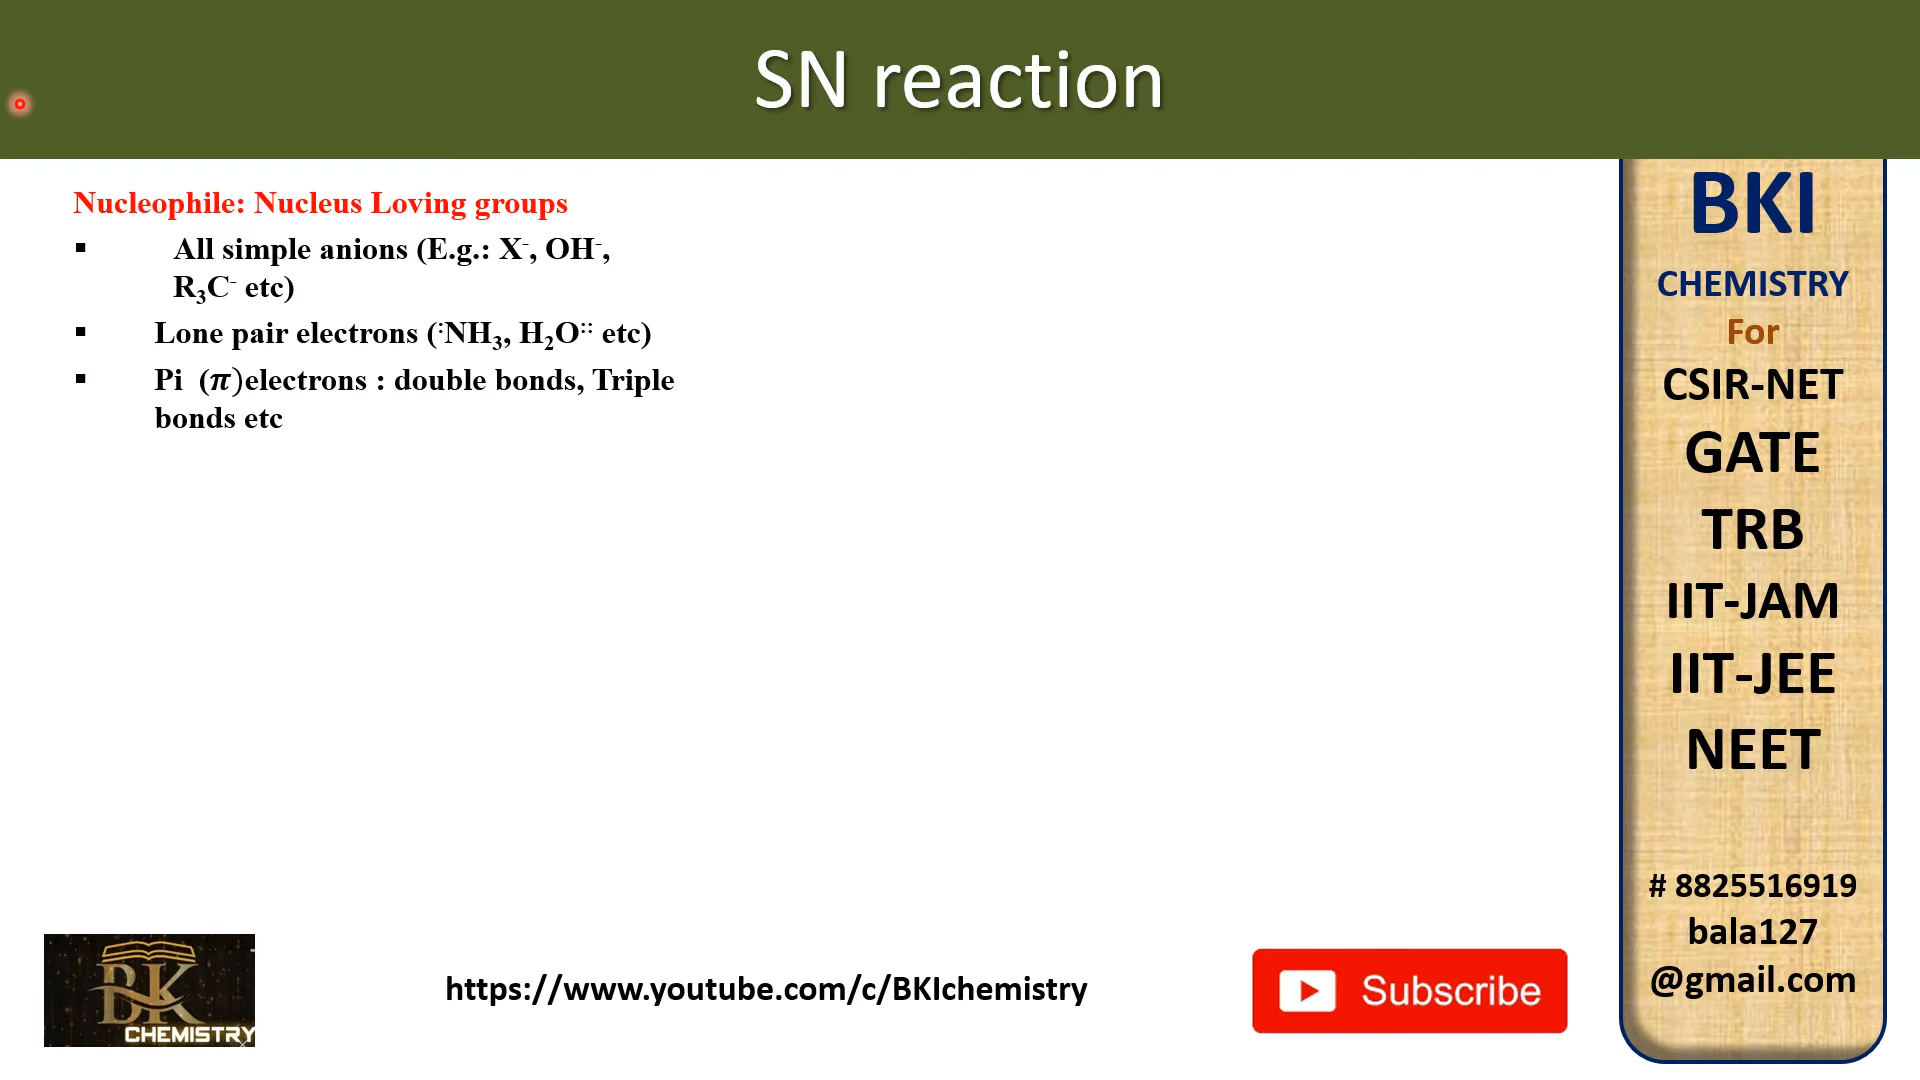 SN reaction
Nucleophile: Nucleus Loving groups
▪ All simple anions (E.g.: X⁻, OH⁻,
R₃C⁻ etc)
▪ Lone pair electrons (:NH₃, H₂O:: etc)
▪ Pi (π)electrons : double bonds, Triple
bonds etc
BKI
CHEMISTRY
For
CSIR-NET
GATE
TRB
IIT-JAM
IIT-JEE
NEET
# 8825516919
bala127
@gmail.com
BK
CHEMISTRY
https://www.youtube.com/c/BKIchemistry
Subscribe